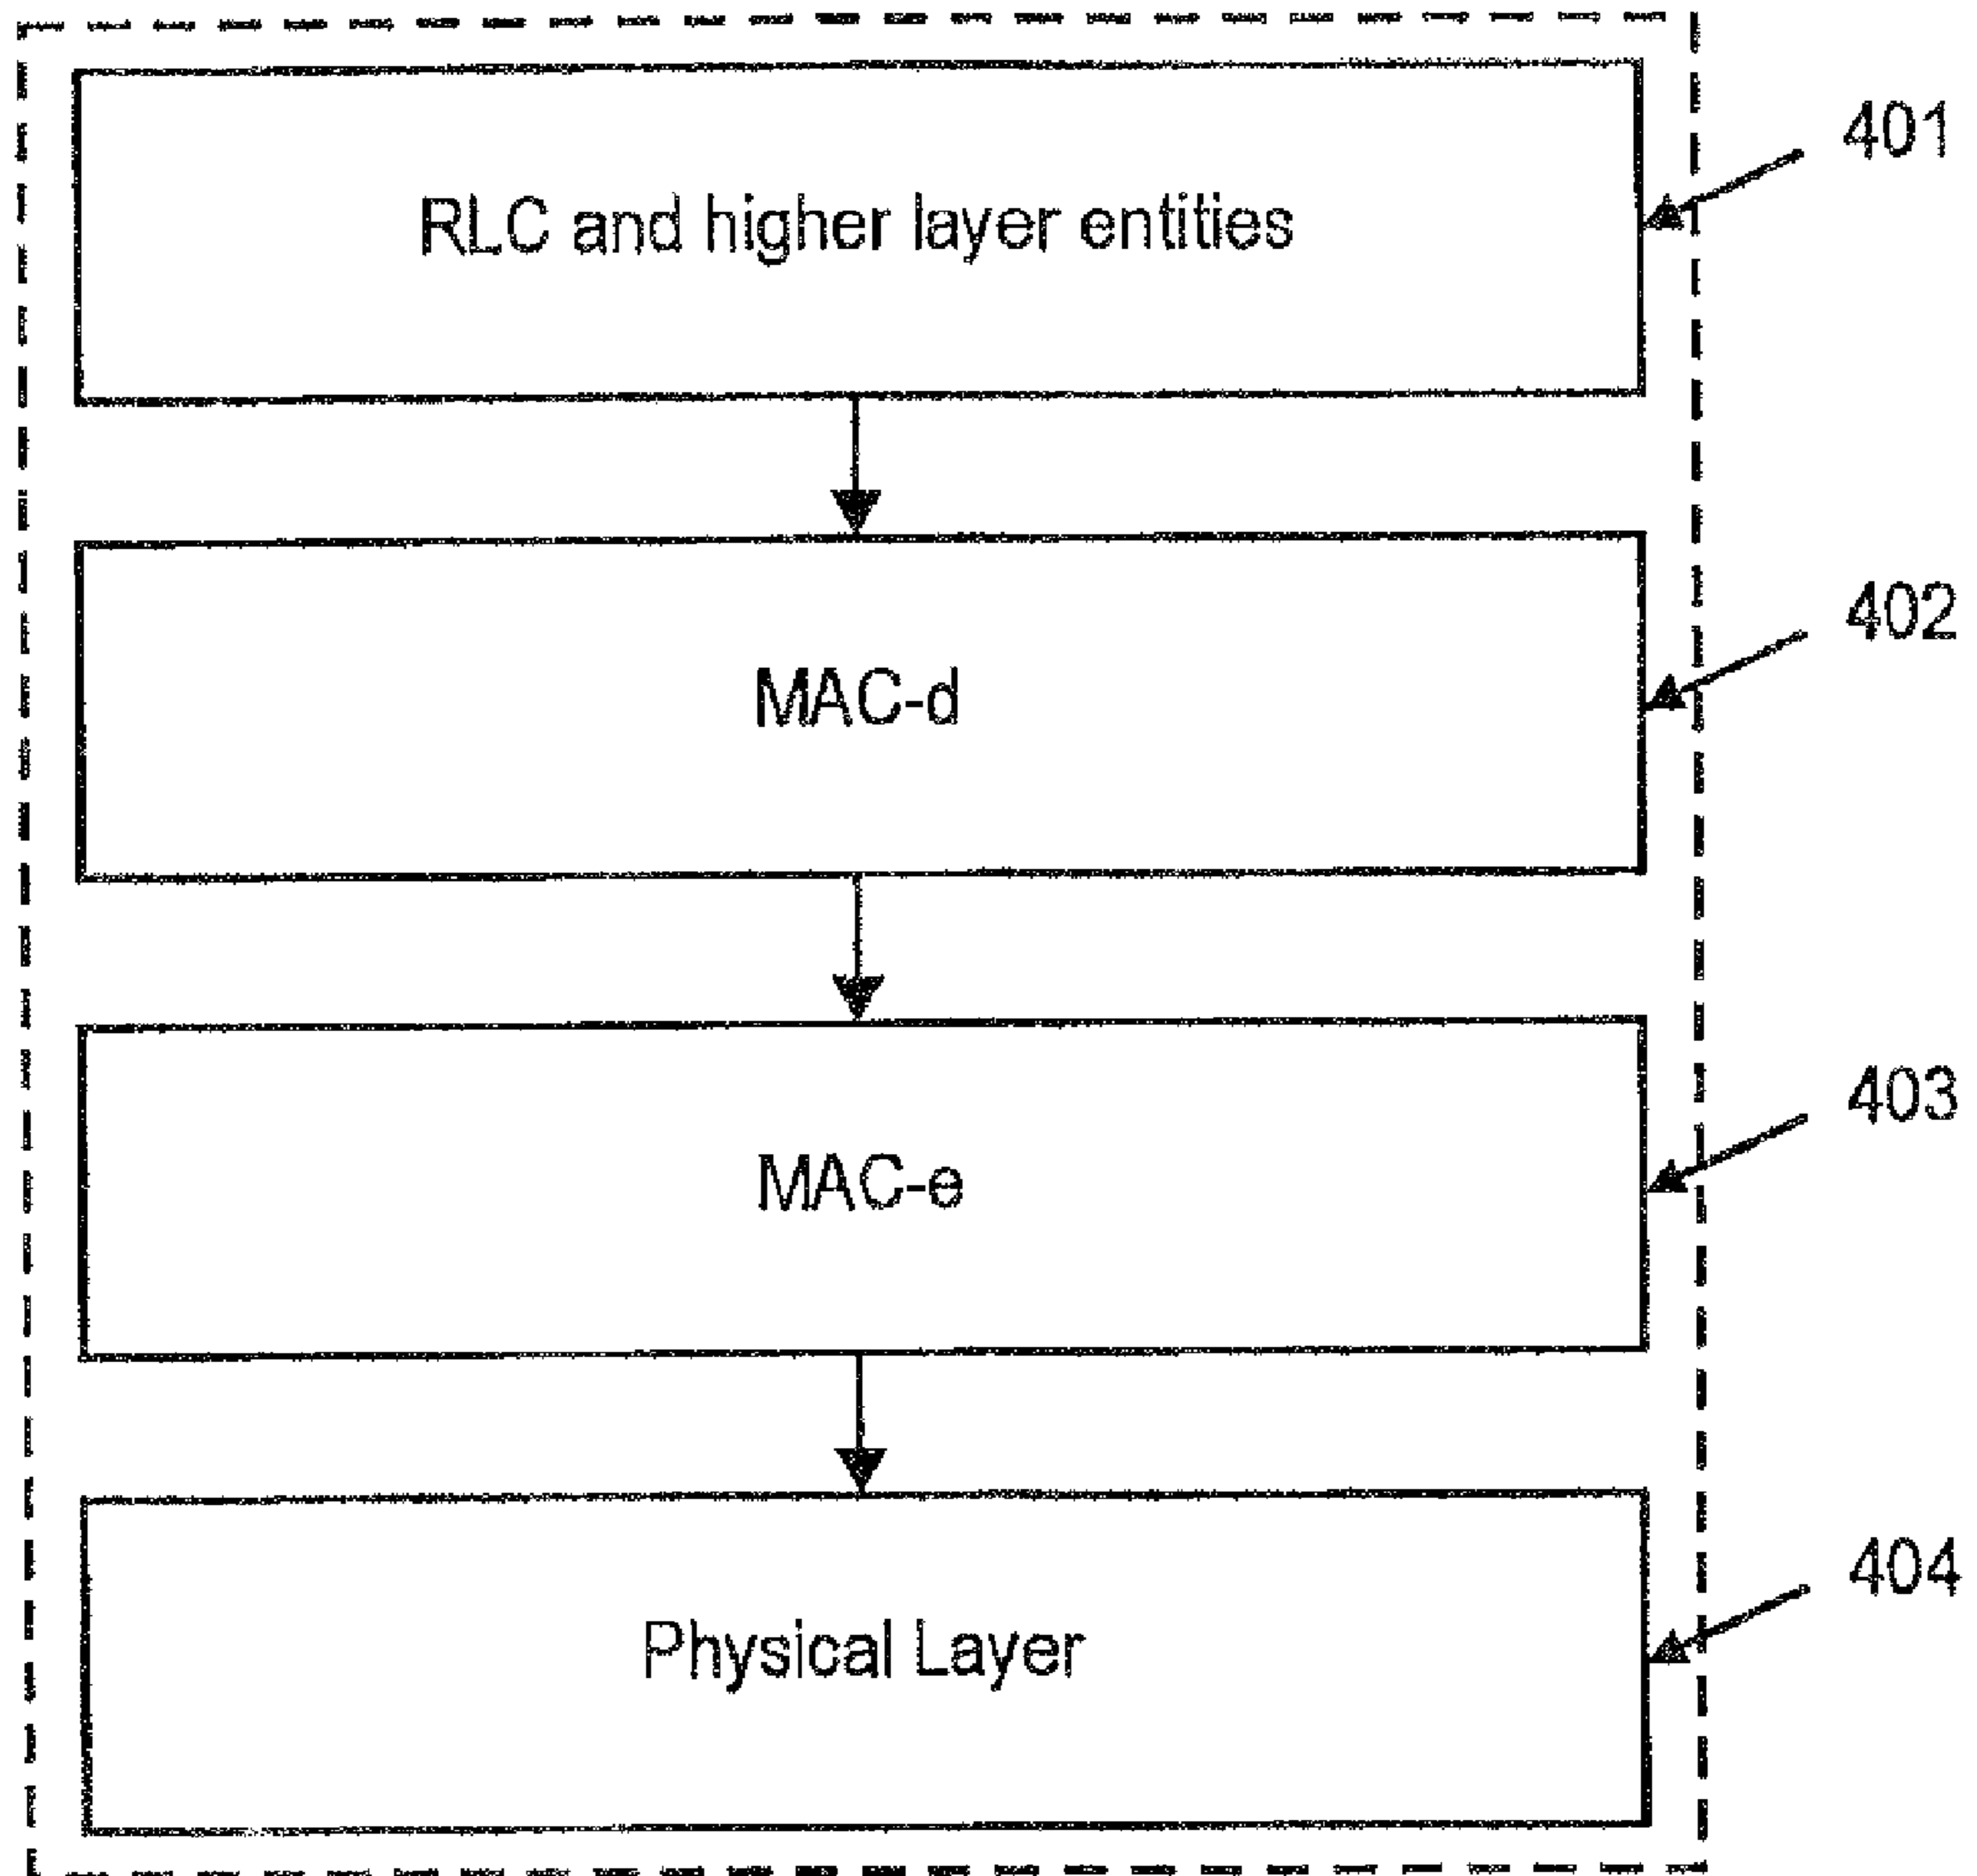 RLC and higher layer entities
401
MAC-d
402
MAC-e
403
Physical Layer
404